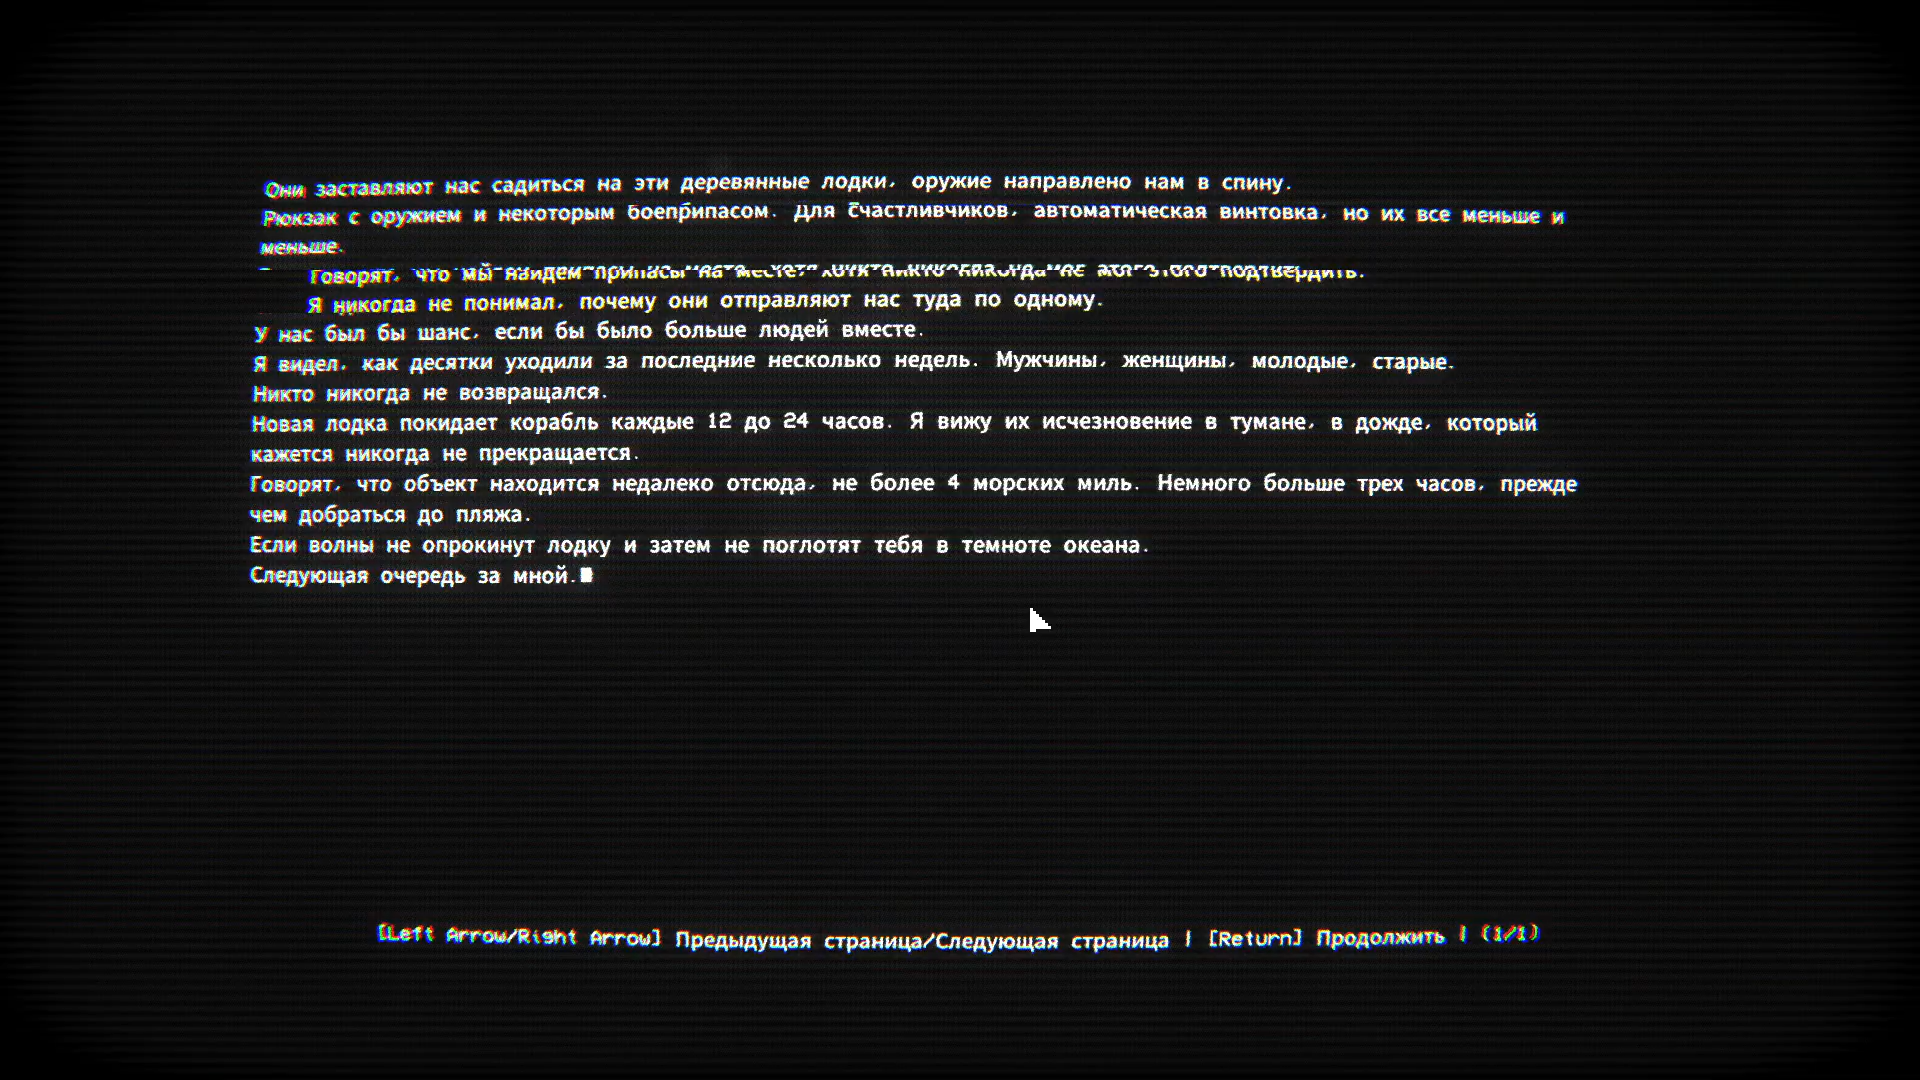 Они заставляют нас садиться на эти деревянные лодки, оружие направлено нам в спину.
Рюкзак с оружием и некоторым боеприпасом. Для счастливчиков, автоматическая винтовка, но их все меньше и
меньше.
Говорят, что мы найдем припасы на месте, хотя никто никогда не мог этого подтвердить.
Я никогда не понимал, почему они отправляют нас туда по одному.
У нас был бы шанс, если бы было больше людей вместе.
Я видел, как десятки уходили за последние несколько недель. Мужчины, женщины, молодые, старые.
Никто никогда не возвращался.
Новая лодка покидает корабль каждые 12 до 24 часов. Я вижу их исчезновение в тумане, в дожде, который
кажется никогда не прекращается.
Говорят, что объект находится недалеко отсюда, не более 4 морских миль. Немного больше трех часов, прежде
чем добраться до пляжа.
Если волны не опрокинут лодку и затем не поглотят тебя в темноте океана.
Следующая очередь за мной.
[Left Arrow/Right Arrow] Предыдущая страница/Следующая страница | [Return] Продолжить | (1/1)